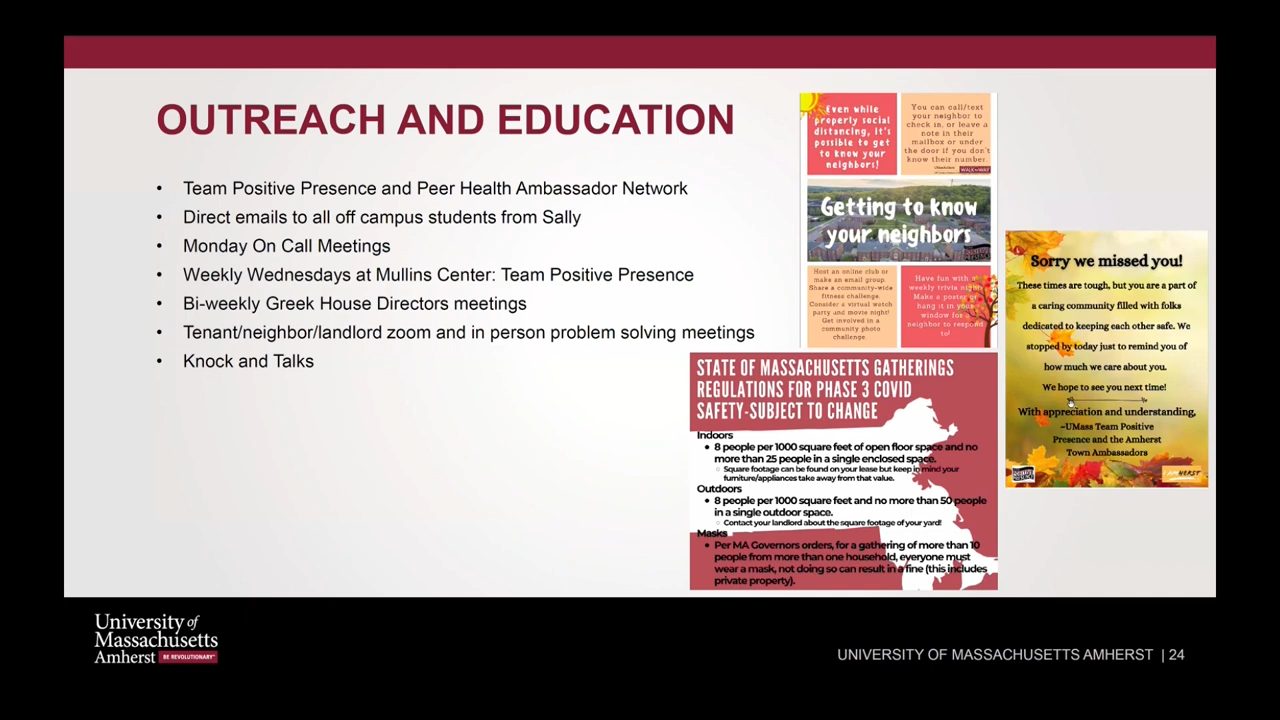 OUTREACH AND EDUCATION
• Team Positive Presence and Peer Health Ambassador Network
• Direct emails to all off campus students from Sally
• Monday On Call Meetings
• Weekly Wednesdays at Mullins Center: Team Positive Presence
• Bi-weekly Greek House Directors meetings
• Tenant/neighbor/landlord zoom and in person problem solving meetings
• Knock and Talks
Even while
properly social
distancing, it's
possible to get
to know your
neighbors!
You can call/text
your neighbor to
check in, or leave a
note in their
mailbox or under
the door if you don't
know their number.
Getting to know
your neighbors
Host an online club or
make an email group.
Share a community-wide
fitness challenge.
Consider a virtual watch
party and movie night!
Get involved in a
community photo
challenge
Have fun with a
weekly trivia night
Make a poster
hang it in your
window for a
neighbor to respond
to!
STATE OF MASSACHUSETTS GATHERINGS
REGULATIONS FOR PHASE 3 COVID
SAFETY-SUBJECT TO CHANGE
Indoors
• 8 people per 1000 square feet of open floor space and no
more than 25 people in a single enclosed space.
○ Square footage can be found on your lease but keep in mind your
furniture/appliances take away from that value.
Outdoors
• 8 people per 1000 square feet and no more than 50 people
in a single outdoor space.
○ Contact your landlord about the square footage of your yard!
Masks
• Per MA Governors orders, for a gathering of more than 10
people from more than one household, everyone must
wear a mask, not doing so can result in a fine (this includes
private property).
Sorry we missed you!
These times are tough, but you are a part of
a caring community filled with folks
dedicated to keeping each other safe. We
stopped by today just to remind you of
how much we care about you.
We hope to see you next time!
With appreciation and understanding,
~UMass Team Positive
Presence and the Amherst
Town Ambassadors
University of
Massachusetts
Amherst BE REVOLUTIONARY™
UNIVERSITY OF MASSACHUSETTS AMHERST | 24